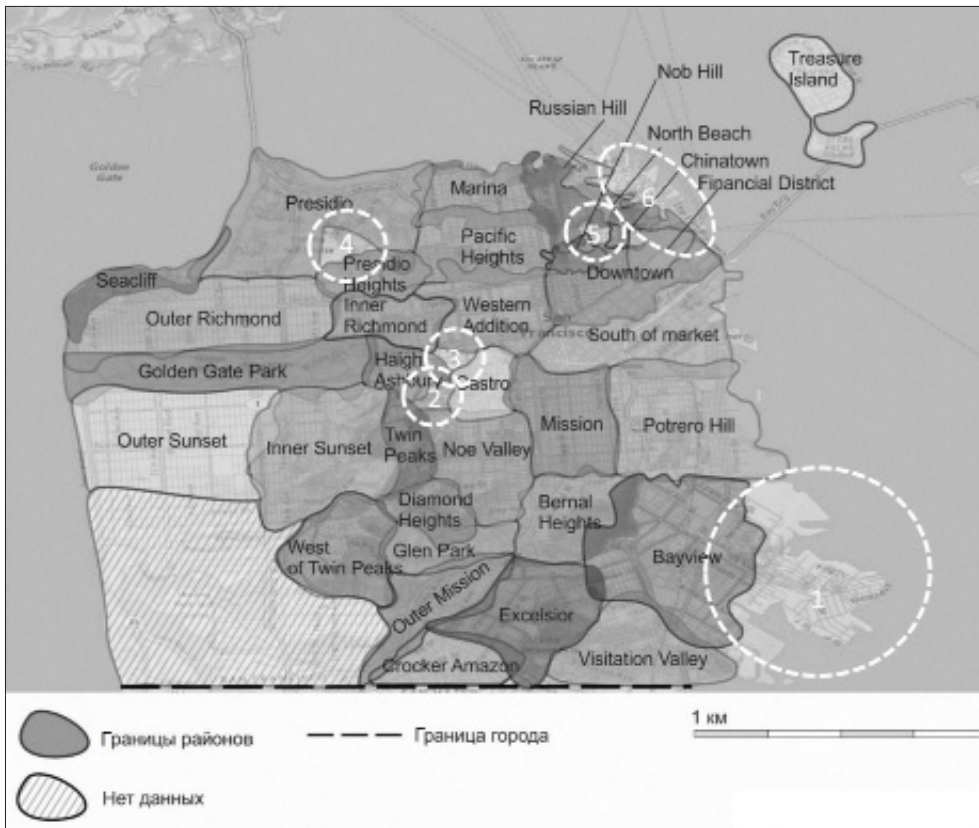 Treasure
Island
Nob Hill
Russian Hill
North Beach
Chinatown
Financial District
6
Golden
Gate
Presidio
Marina
4
5
Pacific
Heights
Presidio
Heights
Downtown
Seacliff
Outer Richmond
Inner
Richmond
Western
Addition
San
Francisco
South of market
3
Golden Gate Park
Haight
Ashbury
Castro
2
Outer Sunset
Inner Sunset
Twin
Peaks
Noe Valley
Mission
Potrero Hill
Diamond
Heights
Bernal
Heights
West
of Twin Peaks
Glen Park
Bayview
1
Outer Mission
Excelsior
Crocker Amazon
Visitation Valley
Границы районов
Граница города
1 км
Нет данных